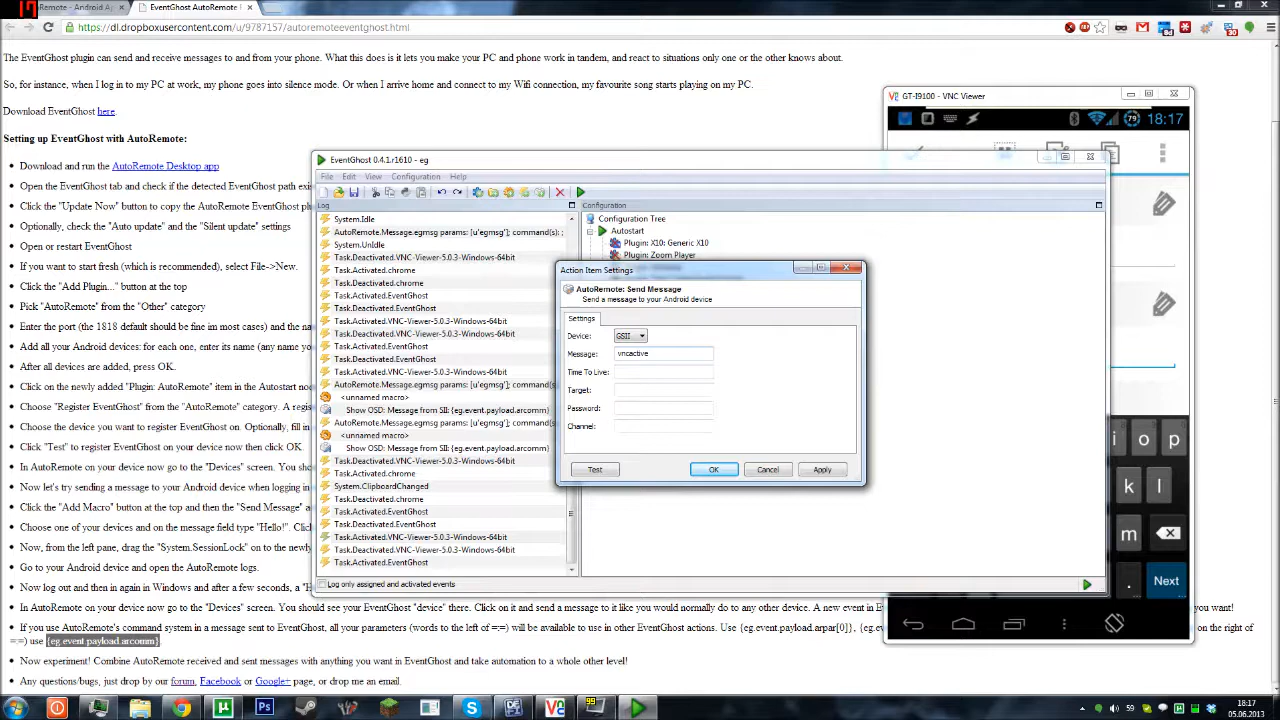 Remote - Android Ap
EventGhost AutoRemote
https://dl.dropboxusercontent.com/u/9787157/autoremoteeventghost.html
The EventGhost plugin can send and receive messages to and from your phone. What this does is it lets you make your PC and phone work in tandem, and react to situations only one or the other knows about.
So, for instance, when I log in to my PC at work, my phone goes into silence mode. Or when I arrive home and connect to my Wifi connection, my favourite song starts playing on my PC.
Download EventGhost here.
Setting up EventGhost with AutoRemote:
Download and run the AutoRemote Desktop app
Open the EventGhost tab and check if the detected EventGhost path exi
Click the "Update Now" button to copy the AutoRemote EventGhost pl
Optionally, check the "Auto update" and the "Silent update" settings
Open or restart EventGhost
If you want to start fresh (which is recommended), select File->New.
Click the "Add Plugin..." button at the top
Pick "AutoRemote" from the "Other" category
Enter the port (the 1818 default should be fine im most cases) and the na
Add all your Android devices: for each one, enter its name (any name yo
After all devices are added, press OK.
Click on the newly added "Plugin: AutoRemote" item in the Autostart nod
Choose "Register EventGhost" from the "AutoRemote" category. A regi
Choose the device you want to register EventGhost on. Optionally, fill in
Click "Test" to register EventGhost on your device now then click OK.
In AutoRemote on your device now go to the "Devices" screen. You sho
Now let's try sending a message to your Android device when logging in
Click the "Add Macro" button at the top and then the "Send Message" a
Choose one of your devices and on the message field type "Hello!". Clic
Now, from the left pane, drag the "System.SessionLock" on to the newly
Go to your Android device and open the AutoRemote logs.
Now log out and then in again in Windows and after a few seconds, a "H
In AutoRemote on your device now go to the "Devices" screen. You should see your EventGhost "device" there. Click on it and send a message to it like you would normally do to any other device. A new event in E
you want!
If you use AutoRemote's command system in a message sent to EventGhost, all your parameters (words to the left of =:=) will be available to use in other EventGhost actions. Use {eg.event.payload.arpar[0]}, {eg.e
on the right of
=:=) use {eg.event.payload.arcomm}
Now experiment! Combine AutoRemote received and sent messages with anything you want in EventGhost and take automation to a whole other level!
Any questions/bugs, just drop by our forum, Facebook or Google+ page, or drop me an email.
EventGhost 0.4.1.r1610 - eg
File Edit View Configuration Help
Log
System.Idle
AutoRemote.Message.egmsg params: [u'egmsg']; command(s): ;
System.UnIdle
Task.Deactivated.VNC-Viewer-5.0.3-Windows-64bit
Task.Activated.chrome
Task.Deactivated.chrome
Task.Activated.EventGhost
Task.Deactivated.EventGhost
Task.Activated.VNC-Viewer-5.0.3-Windows-64bit
Task.Deactivated.VNC-Viewer-5.0.3-Windows-64bit
Task.Activated.EventGhost
Task.Deactivated.EventGhost
Task.Activated.VNC-Viewer-5.0.3-Windows-64bit
AutoRemote.Message.egmsg params: [u'egmsg']; command(s
<unnamed macro>
Show OSD: Message from SII: {eg.event.payload.arcomm}
AutoRemote.Message.egmsg params: [u'egmsg']; command(s
<unnamed macro>
Show OSD: Message from SII: {eg.event.payload.arcomm}
Task.Deactivated.VNC-Viewer-5.0.3-Windows-64bit
Task.Activated.chrome
System.ClipboardChanged
Task.Deactivated.chrome
Task.Activated.EventGhost
Task.Deactivated.EventGhost
Task.Activated.VNC-Viewer-5.0.3-Windows-64bit
Task.Deactivated.VNC-Viewer-5.0.3-Windows-64bit
Task.Activated.EventGhost
Log only assigned and activated events
Configuration
Configuration Tree
Autostart
Plugin: X10: Generic X10
Plugin: Zoom Player
Action Item Settings
AutoRemote: Send Message
Send a message to your Android device
Settings
Device: GSII
Message: vncactive
Time To Live:
Target:
Password:
Channel:
Test OK Cancel Apply
GT-I9100 - VNC Viewer
79 18:17
i o p
k l
m
. Next
59
18:17
05.06.2013